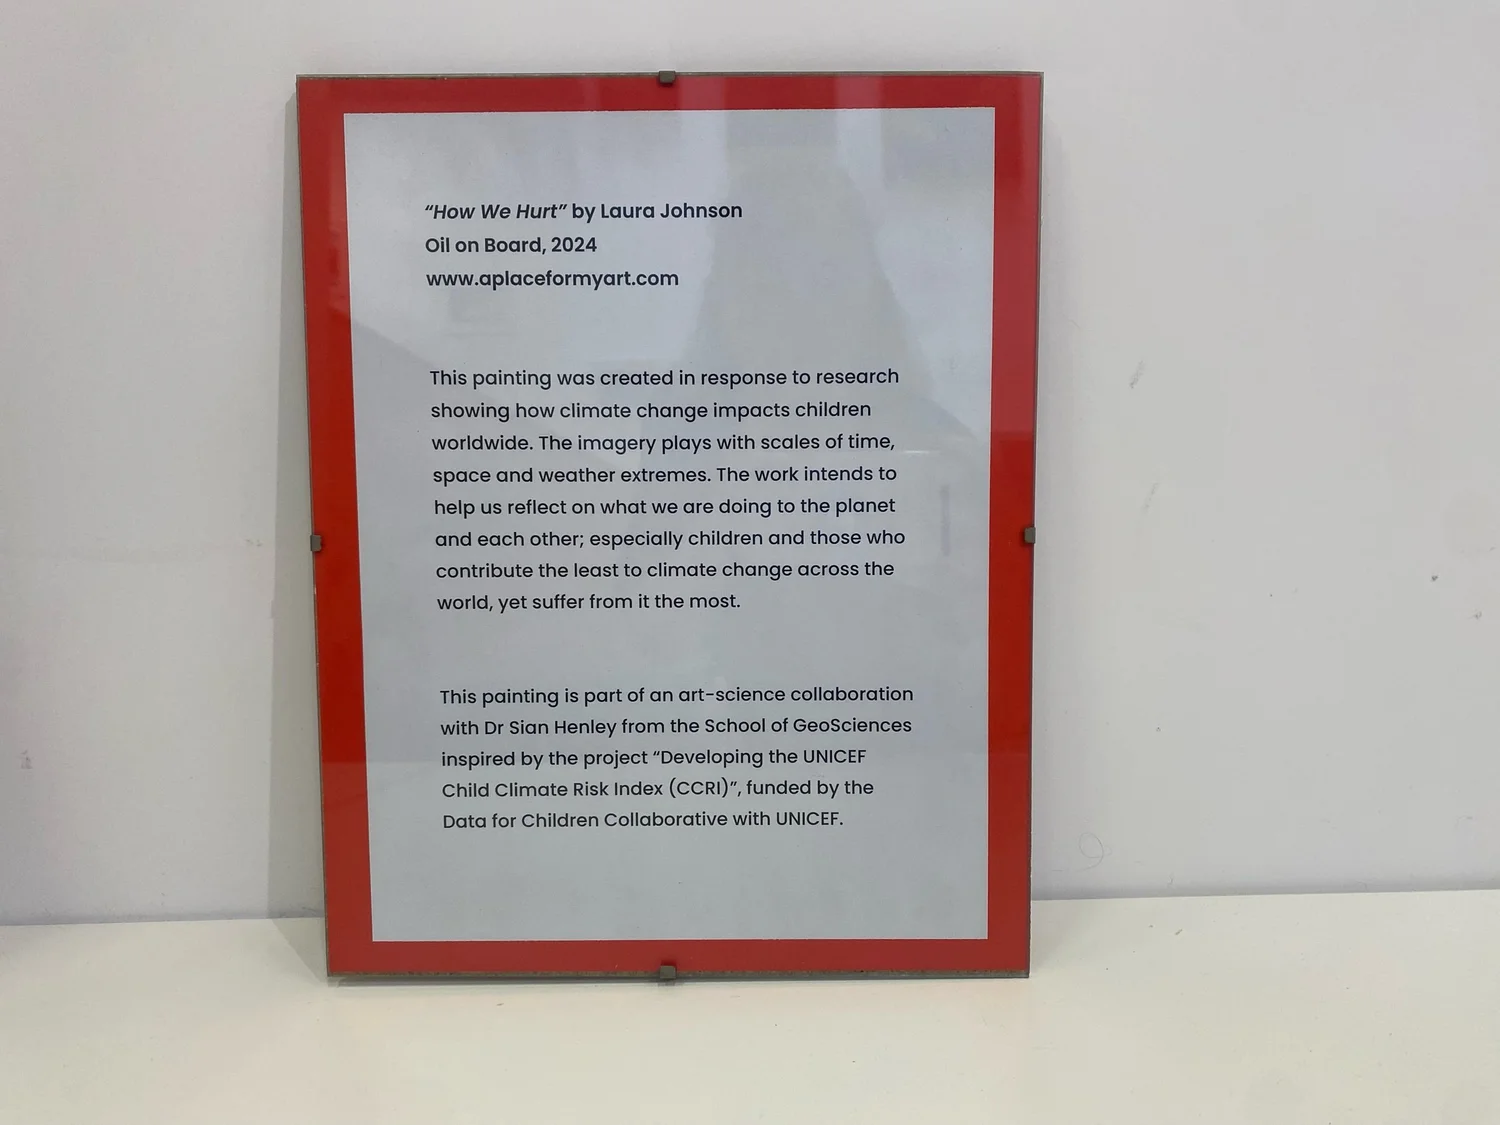 “How We Hurt” by Laura Johnson
Oil on Board, 2024
www.aplaceformyart.com
This painting was created in response to research
showing how climate change impacts children
worldwide. The imagery plays with scales of time,
space and weather extremes. The work intends to
help us reflect on what we are doing to the planet
and each other; especially children and those who
contribute the least to climate change across the
world, yet suffer from it the most.
This painting is part of an art-science collaboration
with Dr Sian Henley from the School of GeoSciences
inspired by the project “Developing the UNICEF
Child Climate Risk Index (CCRI)”, funded by the
Data for Children Collaborative with UNICEF.